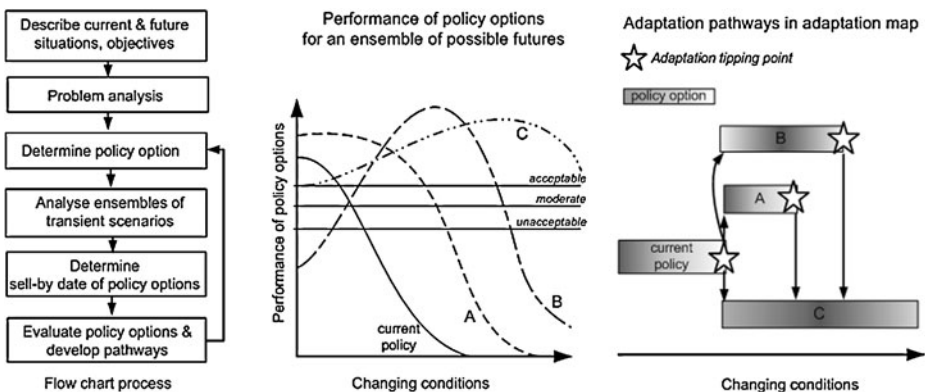 Describe current & future
situations, objectives
Problem analysis
Determine policy option
Analyse ensembles of
transient scenarios
Determine
sell-by date of policy options
Evaluate policy options &
develop pathways
Flow chart process
Performance of policy options
for an ensemble of possible futures
Performance of policy options
C
acceptable
moderate
unacceptable
A
B
current
policy
Changing conditions
Adaptation pathways in adaptation map
Adaptation tipping point
policy option
B
A
current
policy
C
Changing conditions